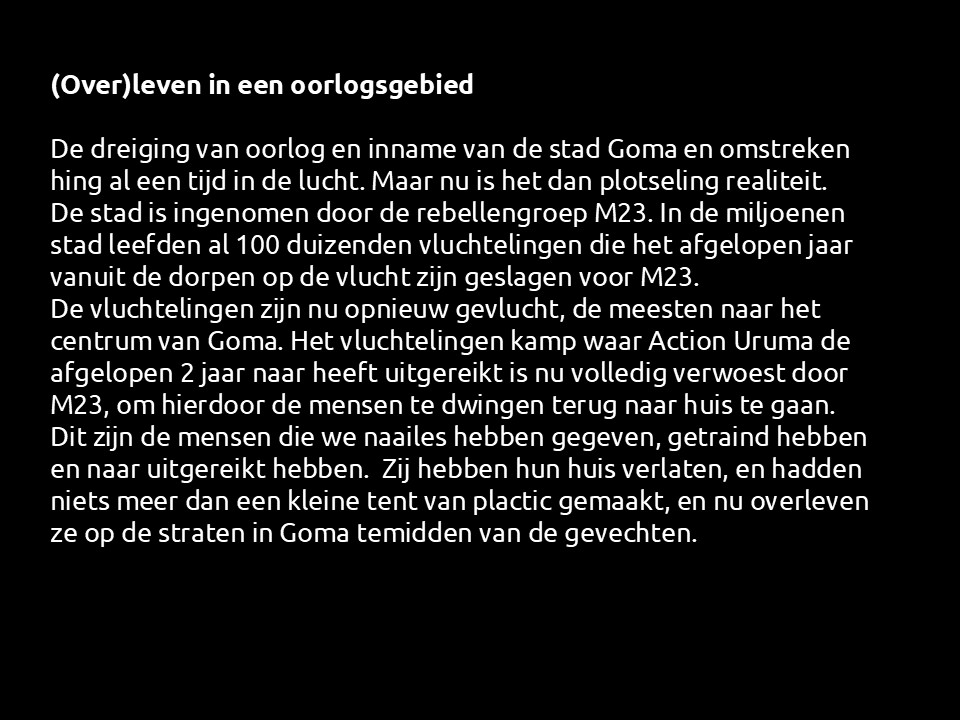 (Over)leven in een oorlogsgebied
De dreiging van oorlog en inname van de stad Goma en omstreken
hing al een tijd in de lucht. Maar nu is het dan plotseling realiteit.
De stad is ingenomen door de rebellengroep M23. In de miljoenen
stad leefden al 100 duizenden vluchtelingen die het afgelopen jaar
vanuit de dorpen op de vlucht zijn geslagen voor M23.
De vluchtelingen zijn nu opnieuw gevlucht, de meesten naar het
centrum van Goma. Het vluchtelingen kamp waar Action Uruma de
afgelopen 2 jaar naar heeft uitgereikt is nu volledig verwoest door
M23, om hierdoor de mensen te dwingen terug naar huis te gaan.
Dit zijn de mensen die we naailes hebben gegeven, getraind hebben
en naar uitgereikt hebben.  Zij hebben hun huis verlaten, en hadden
niets meer dan een kleine tent van plactic gemaakt, en nu overleven
ze op de straten in Goma temidden van de gevechten.